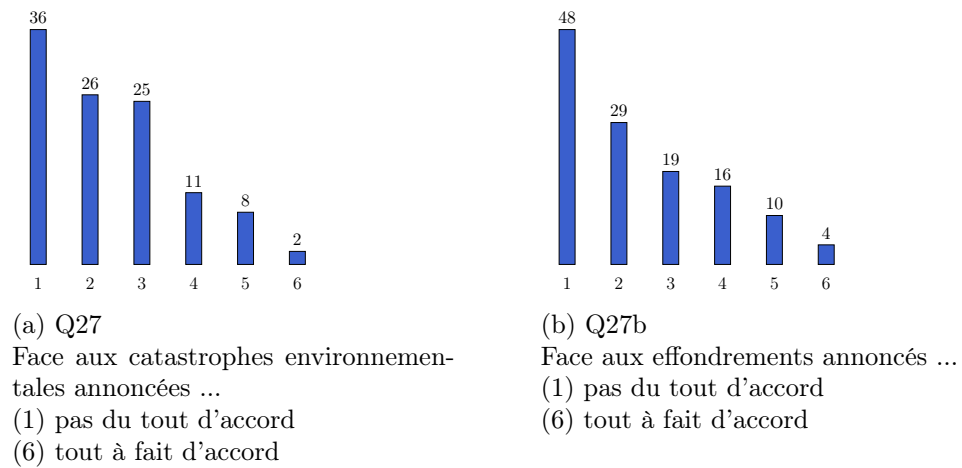 36
26
25
11
8
2
1 2 3 4 5 6
(a) Q27
Face aux catastrophes environnemen-
tales annoncées ...
(1) pas du tout d'accord
(6) tout à fait d'accord
48
29
19
16
10
4
1 2 3 4 5 6
(b) Q27b
Face aux effondrements annoncés ...
(1) pas du tout d'accord
(6) tout à fait d'accord